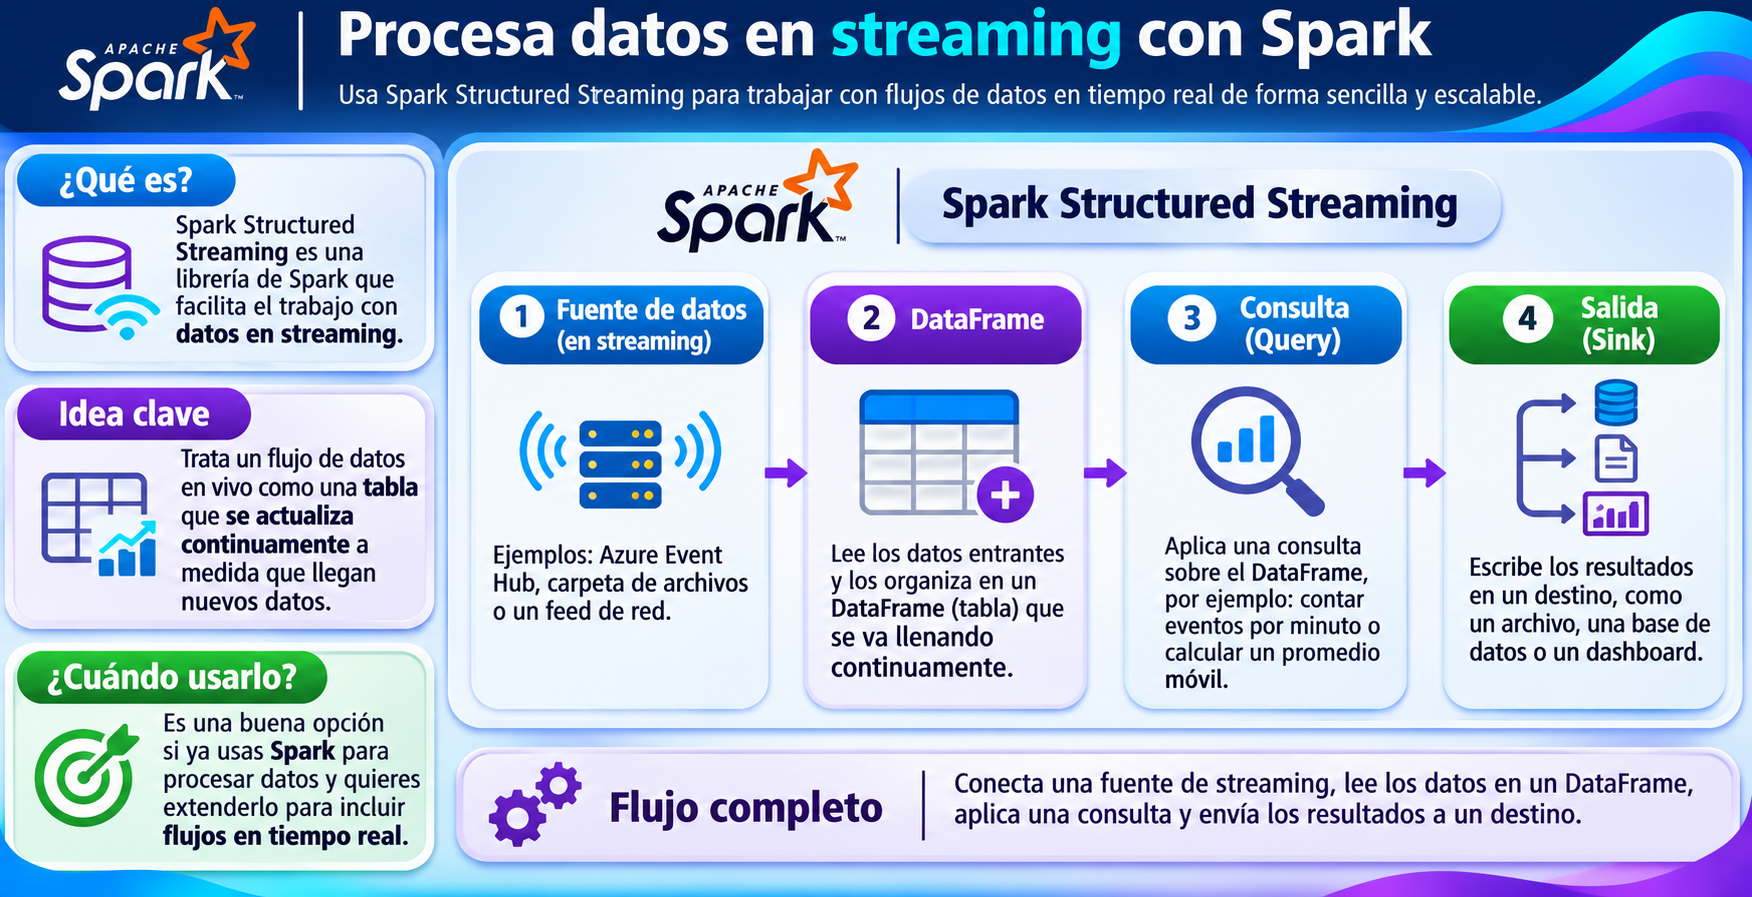 APACHE
Spark™
Procesa datos en streaming con Spark
Usa Spark Structured Streaming para trabajar con flujos de datos en tiempo real de forma sencilla y escalable.
¿Qué es?
Spark Structured
Streaming es una
librería de Spark que
facilita el trabajo con
datos en streaming.
Idea clave
Trata un flujo de datos
en vivo como una tabla
que se actualiza
continuamente a
medida que llegan
nuevos datos.
¿Cuándo usarlo?
Es una buena opción
si ya usas Spark para
procesar datos y quieres
extenderlo para incluir
flujos en tiempo real.
APACHE
Spark™
Spark Structured Streaming
1 Fuente de datos
(en streaming)
Ejemplos: Azure Event
Hub, carpeta de archivos
o un feed de red.
2 DataFrame
Lee los datos entrantes
y los organiza en un
DataFrame (tabla) que
se va llenando
continuamente.
3 Consulta
(Query)
Aplica una consulta
sobre el DataFrame,
por ejemplo: contar
eventos por minuto o
calcular un promedio
móvil.
4 Salida
(Sink)
Escribe los resultados
en un destino, como
un archivo, una base de
datos o un dashboard.
Flujo completo
Conecta una fuente de streaming, lee los datos en un DataFrame,
aplica una consulta y envía los resultados a un destino.